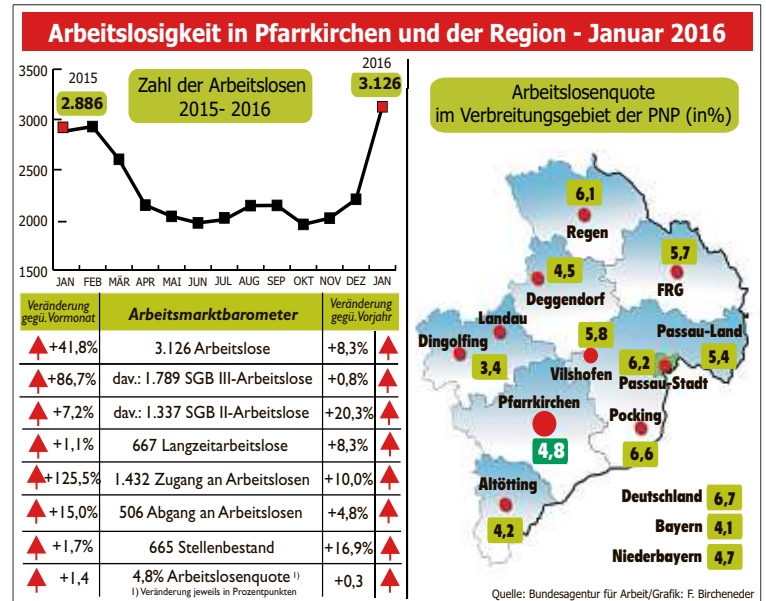 Arbeitslosigkeit in Pfarrkirchen und der Region - Januar 2016
Zahl der Arbeitslosen
2015- 2016
2015
2.886
2016
3.126
3500
3000
2500
2000
1500
JAN FEB MÄR APR MAI JUN JUL AUG SEP OKT NOV DEZ JAN
Veränderung
gegü.Vormonat
Arbeitsmarktbarometer
Veränderung
gegü.Vorjahr
+41,8% 3.126 Arbeitslose +8,3%
+86,7% dav.: 1.789 SGB III-Arbeitslose +0,8%
+7,2% dav.: 1.337 SGB II-Arbeitslose +20,3%
+1,1% 667 Langzeitarbeitslose +8,3%
+125,5% 1.432 Zugang an Arbeitslosen +10,0%
+15,0% 506 Abgang an Arbeitslosen +4,8%
+1,7% 665 Stellenbestand +16,9%
+1,4 4,8% Arbeitslosenquote 1) +0,3
1) Veränderung jeweils in Prozentpunkten
Arbeitslosenquote
im Verbreitungsgebiet der PNP (in%)
6,1
Regen
5,7
FRG
4,5
Deggendorf
Landau
Dingolfing
3,4
5,8
Vilshofen
Passau-Land
5,4
6,2
Passau-Stadt
Pfarrkirchen
4,8
Pocking
6,6
Altötting
4,2
Deutschland 6,7
Bayern 4,1
Niederbayern 4,7
Quelle: Bundesagentur für Arbeit/Grafik: F. Bircheneder